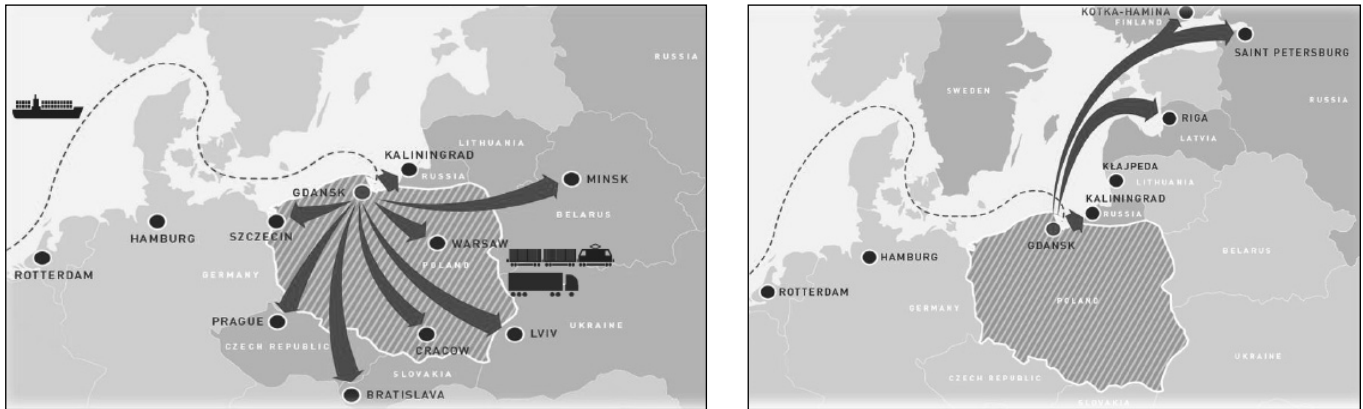 RUSSIA
LITHUANIA
KALININGRAD
RUSSIA
MINSK
GDANSK
BELARUS
HAMBURG
SZCZECIN
WARSAW
ROTTERDAM
GERMANY
POLAND
PRAGUE
UKRAINE
LVIV
CZECH REPUBLIC
CRACOW
SLOVAKIA
BRATISLAVA
KOTKA-HAMINA
FINLAND
SAINT PETERSBURG
SWEDEN
RUSSIA
RIGA
LATVIA
KŁAJPEDA
LITHUANIA
KALININGRAD
RUSSIA
GDANSK
BELARUS
HAMBURG
ROTTERDAM
GERMANY
POLAND
UKRAINE
CZECH REPUBLIC
SLOVAKIA